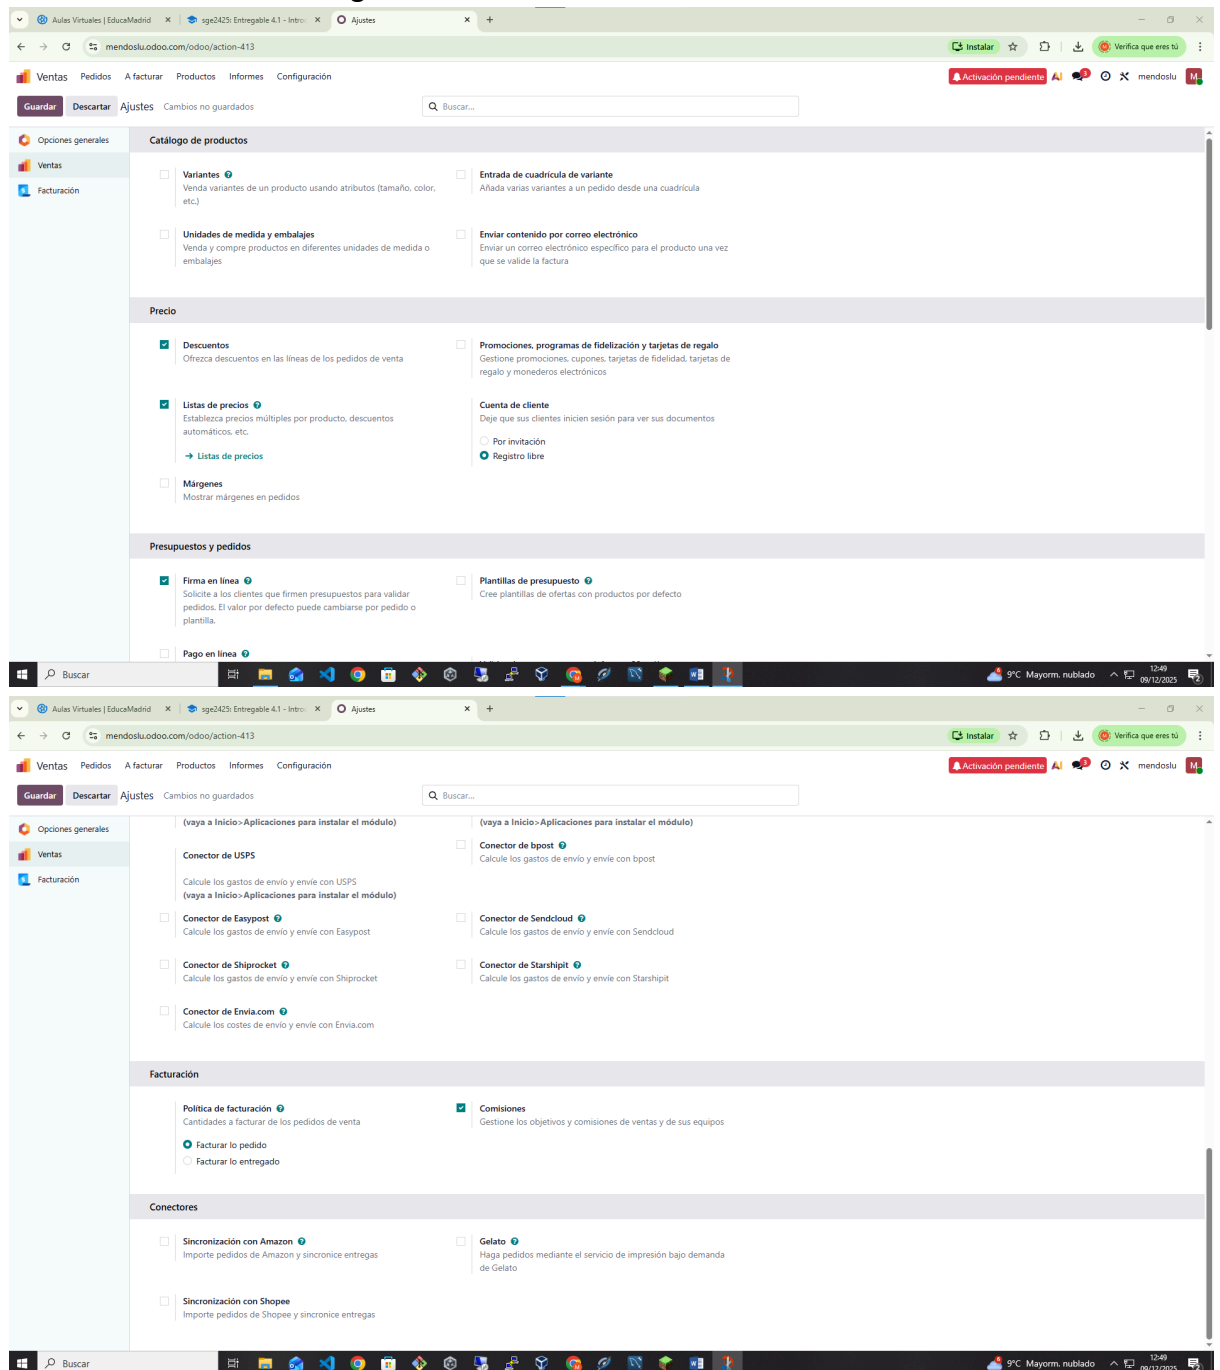 Aulas Virtuales | EducaMadrid
sge2425: Entregable 4.1 - Intro
Ajustes
mendoslu.odoo.com/odoo/action-413
Instalar
Verifica que eres tú
Ventas Pedidos A facturar Productos Informes Configuración
Activación pendiente AI 3 mendoslu M
Guardar Descartar Ajustes Cambios no guardados
Buscar...
Opciones generales
Ventas
Facturación
Catálogo de productos
Variantes ?
Venda variantes de un producto usando atributos (tamaño, color,
etc.)
Entrada de cuadrícula de variante
Añada varias variantes a un pedido desde una cuadrícula
Unidades de medida y embalajes
Venda y compre productos en diferentes unidades de medida o
embalajes
Enviar contenido por correo electrónico
Enviar un correo electrónico específico para el producto una vez
que se valide la factura
Precio
Descuentos
Ofrezca descuentos en las líneas de los pedidos de venta
Promociones, programas de fidelización y tarjetas de regalo
Gestione promociones, cupones, tarjetas de fidelidad, tarjetas de
regalo y monederos electrónicos
Listas de precios ?
Establezca precios múltiples por producto, descuentos
automáticos, etc.
→ Listas de precios
Cuenta de cliente
Deje que sus clientes inicien sesión para ver sus documentos
Por invitación
Registro libre
Márgenes
Mostrar márgenes en pedidos
Presupuestos y pedidos
Firma en línea ?
Solicite a los clientes que firmen presupuestos para validar
pedidos. El valor por defecto puede cambiarse por pedido o
plantilla.
Plantillas de presupuesto ?
Cree plantillas de ofertas con productos por defecto
Pago en línea ?
Buscar
9°C Mayorm. nublado
12:49
09/12/2025
2
Aulas Virtuales | EducaMadrid
sge2425: Entregable 4.1 - Intro
Ajustes
mendoslu.odoo.com/odoo/action-413
Instalar
Verifica que eres tú
Ventas Pedidos A facturar Productos Informes Configuración
Activación pendiente AI 3 mendoslu M
Guardar Descartar Ajustes Cambios no guardados
Buscar...
Opciones generales
Ventas
Facturación
(vaya a Inicio>Aplicaciones para instalar el módulo)
(vaya a Inicio>Aplicaciones para instalar el módulo)
Conector de USPS
Calcule los gastos de envío y envíe con USPS
(vaya a Inicio>Aplicaciones para instalar el módulo)
Conector de bpost ?
Calcule los gastos de envío y envíe con bpost
Conector de Easypost ?
Calcule los gastos de envío y envíe con Easypost
Conector de Sendcloud ?
Calcule los gastos de envío y envíe con Sendcloud
Conector de Shiprocket ?
Calcule los gastos de envío y envíe con Shiprocket
Conector de Starshipit ?
Calcule los gastos de envío y envíe con Starshipit
Conector de Envia.com ?
Calcule los costes de envío y envíe con Envia.com
Facturación
Política de facturación ?
Cantidades a facturar de los pedidos de venta
Facturar lo pedido
Facturar lo entregado
Comisiones
Gestione los objetivos y comisiones de ventas y de sus equipos
Conectores
Sincronización con Amazon ?
Importe pedidos de Amazon y sincronice entregas
Gelato ?
Haga pedidos mediante el servicio de impresión bajo demanda
de Gelato
Sincronización con Shopee
Importe pedidos de Shopee y sincronice entregas
Buscar
9°C Mayorm. nublado
12:49
09/12/2025